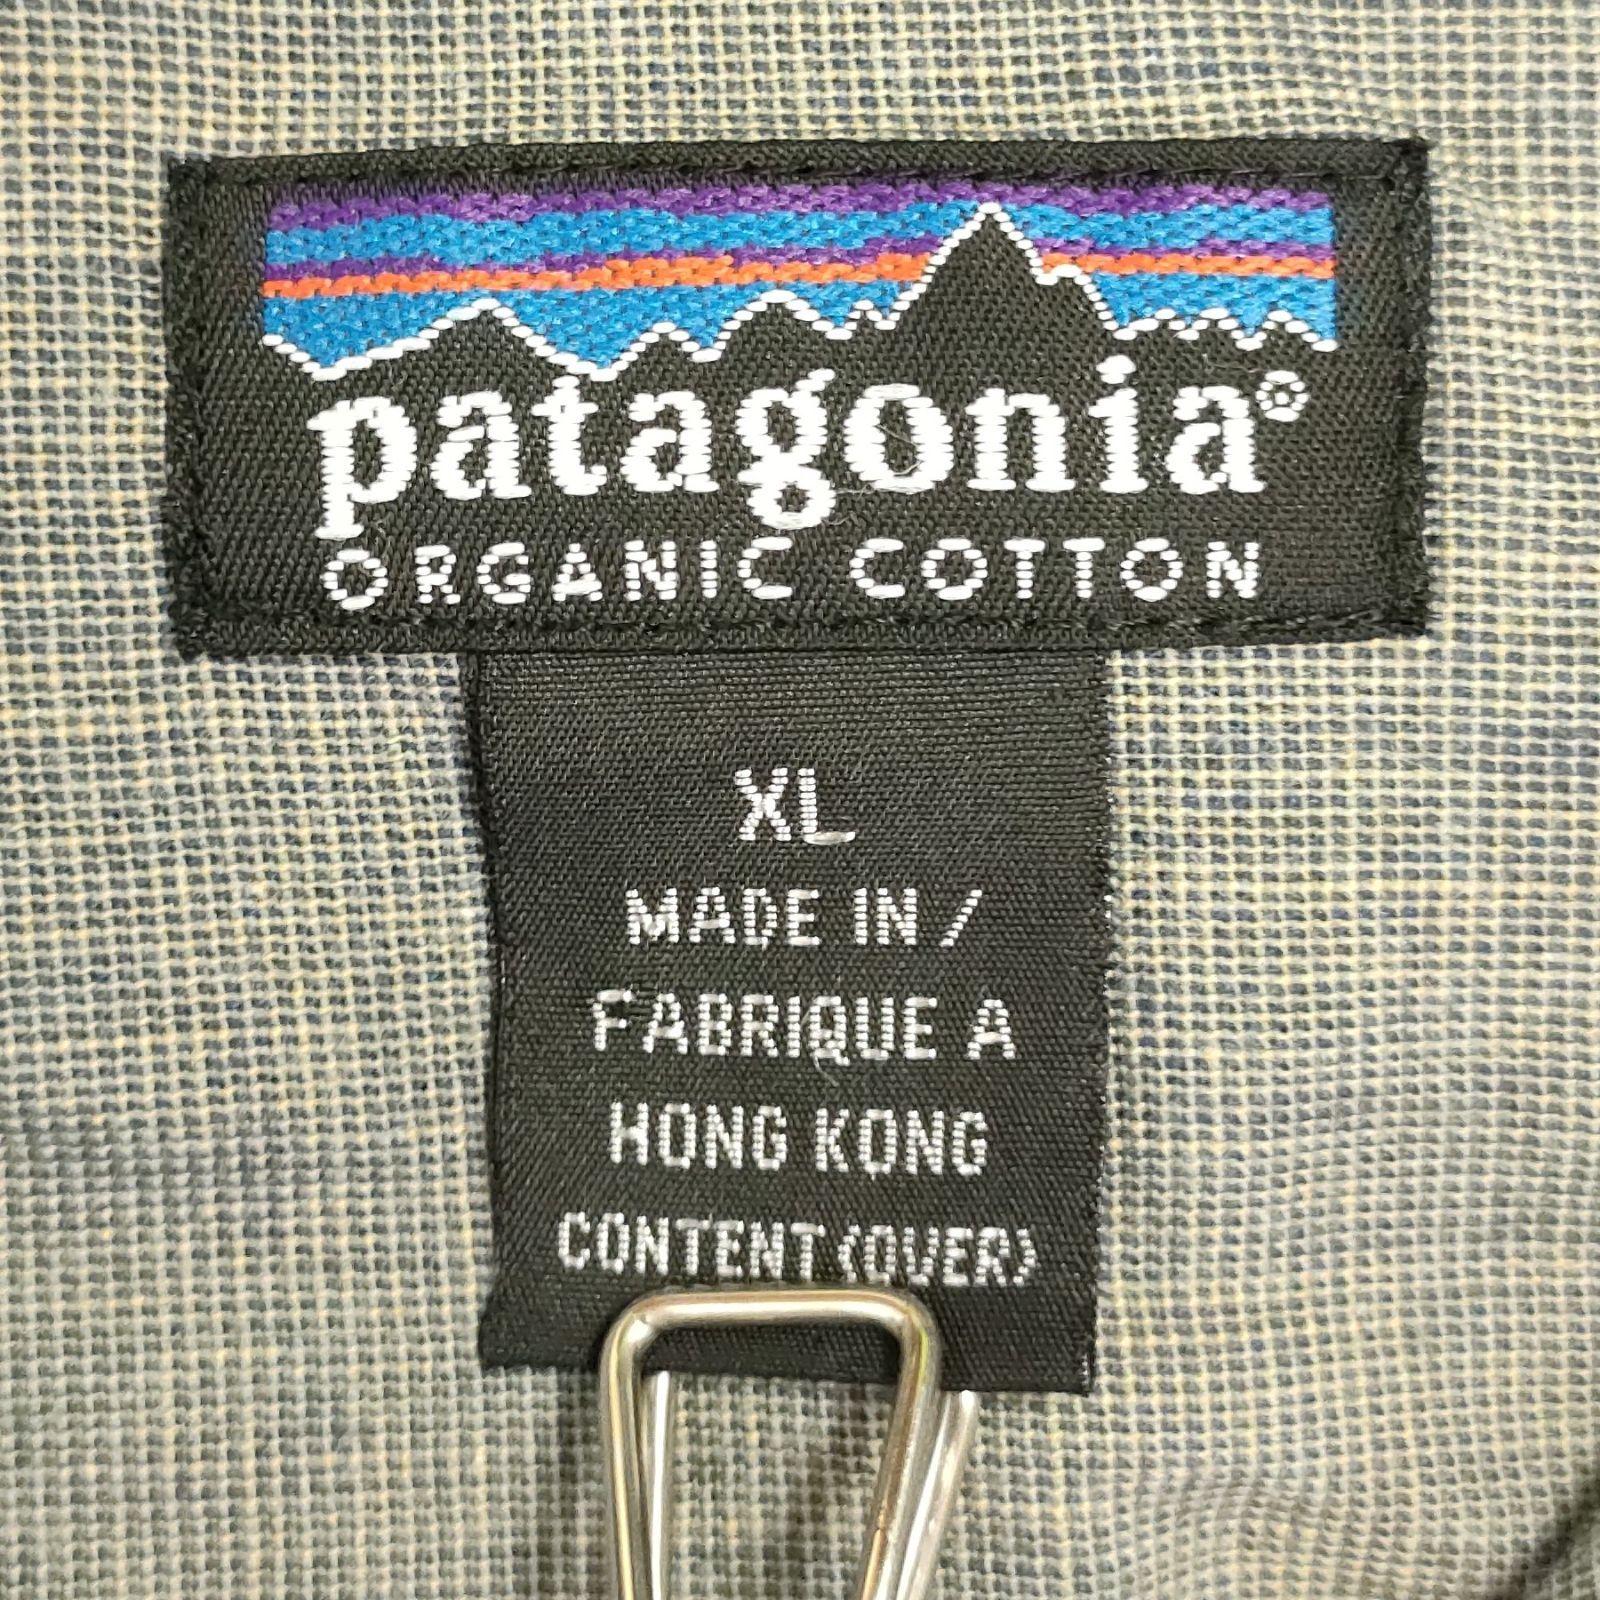 patagonia®
ORGANIC COTTON
XL
MADE IN /
FABRIQUE A
HONG KONG
CONTENT (OVER)